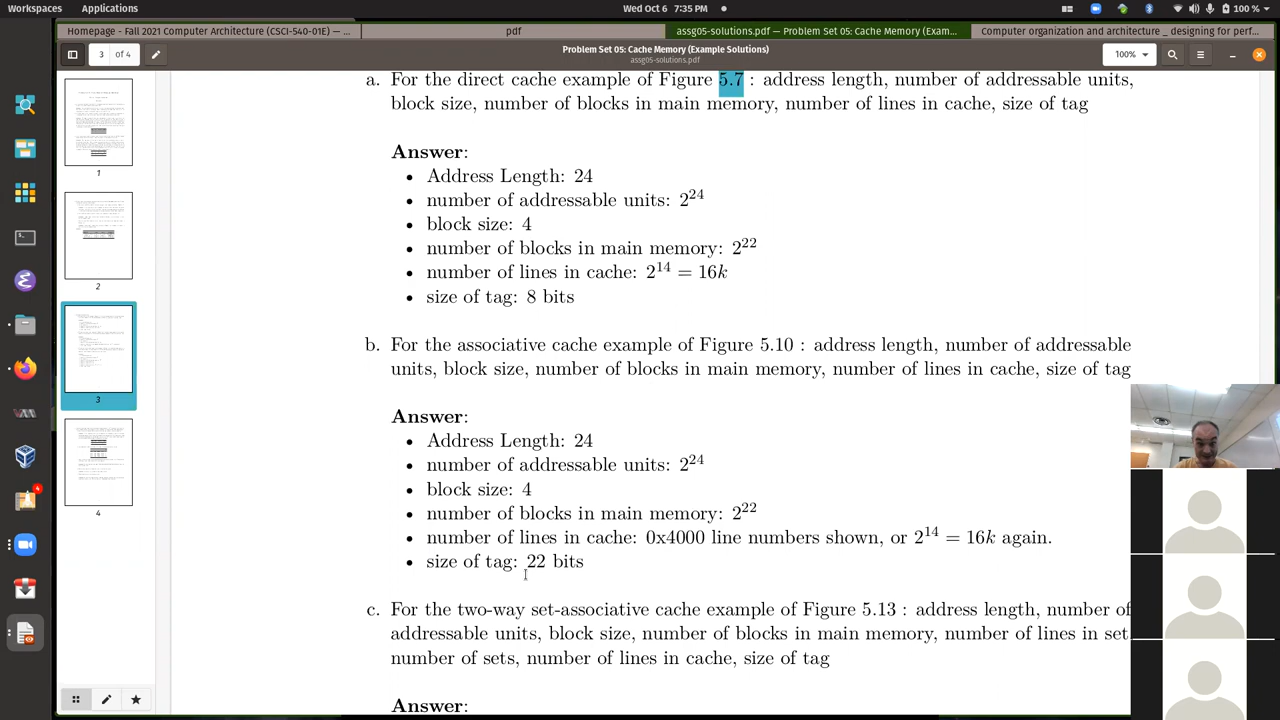 Workspaces Applications Wed Oct 6 7:35 PM 100 %
Homepage - Fall 2021 Computer Architecture (CSCI-540-01E) — ... pdf assg05-solutions.pdf — Problem Set 05: Cache Memory (Exam... Computer organization and architecture _ designing for perf...
3 of 4 Problem Set 05: Cache Memory (Example Solutions) 100%
assg05-solutions.pdf
a. For the direct cache example of Figure 5.7 : address length, number of addressable units,
block size, number of blocks in main memory, number of lines in cache, size of tag
Answer:
• Address Length: 24
• number of addressable units: 2^24
• block size: 4
• number of blocks in main memory: 2^22
• number of lines in cache: 2^14 = 16k
• size of tag: 8 bits
b. For the associative cache example of Figure 5.10 : address length, number of addressable
units, block size, number of blocks in main memory, number of lines in cache, size of tag
Answer:
• Address Length: 24
• number of addressable units: 2^24
• block size: 4
• number of blocks in main memory: 2^22
• number of lines in cache: 0x4000 line numbers shown, or 2^14 = 16k again.
• size of tag: 22 bits
c. For the two-way set-associative cache example of Figure 5.13 : address length, number of
addressable units, block size, number of blocks in main memory, number of lines in set,
number of sets, number of lines in cache, size of tag
Answer:
1
2
3
4
4